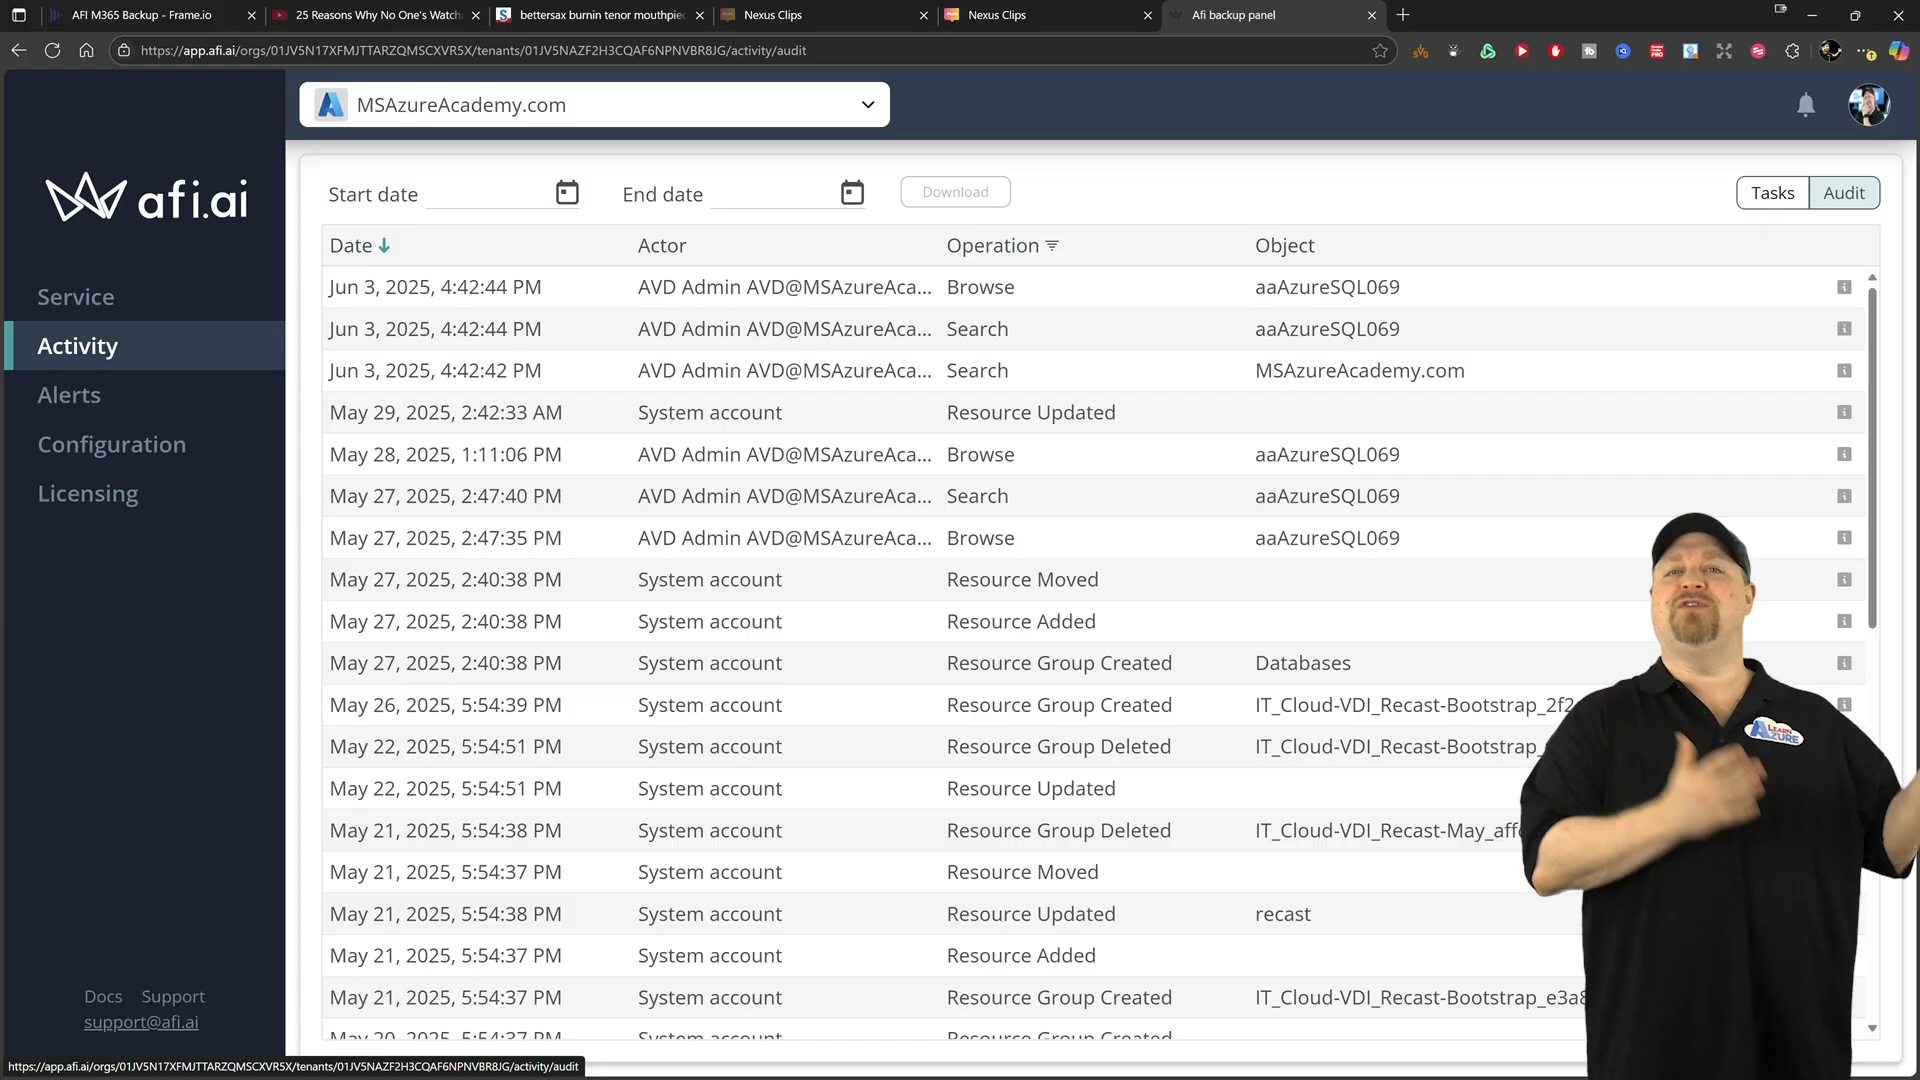 AFI M365 Backup - Frame.io
25 Reasons Why No One's Watch
bettersax burnin tenor mouthpiec
Nexus Clips
Nexus Clips
Afi backup panel
https://app.afi.ai/orgs/01JV5N17XFMJTTARZQMSCXVR5X/tenants/01JV5NAZF2H3CQAF6NPNVBR8JG/activity/audit
MSAzureAcademy.com
afi.ai
Service
Activity
Alerts
Configuration
Licensing
Docs Support
support@afi.ai
Start date End date Download Tasks Audit
Date Actor Operation Object
Jun 3, 2025, 4:42:44 PM AVD Admin AVD@MSAzureAca... Browse aaAzureSQL069
Jun 3, 2025, 4:42:44 PM AVD Admin AVD@MSAzureAca... Search aaAzureSQL069
Jun 3, 2025, 4:42:42 PM AVD Admin AVD@MSAzureAca... Search MSAzureAcademy.com
May 29, 2025, 2:42:33 AM System account Resource Updated
May 28, 2025, 1:11:06 PM AVD Admin AVD@MSAzureAca... Browse aaAzureSQL069
May 27, 2025, 2:47:40 PM AVD Admin AVD@MSAzureAca... Search aaAzureSQL069
May 27, 2025, 2:47:35 PM AVD Admin AVD@MSAzureAca... Browse aaAzureSQL069
May 27, 2025, 2:40:38 PM System account Resource Moved
May 27, 2025, 2:40:38 PM System account Resource Added
May 27, 2025, 2:40:38 PM System account Resource Group Created Databases
May 26, 2025, 5:54:39 PM System account Resource Group Created IT_Cloud-VDI_Recast-Bootstrap_2f2
May 22, 2025, 5:54:51 PM System account Resource Group Deleted IT_Cloud-VDI_Recast-Bootstrap_
May 22, 2025, 5:54:51 PM System account Resource Updated
May 21, 2025, 5:54:38 PM System account Resource Group Deleted IT_Cloud-VDI_Recast-May_aff
May 21, 2025, 5:54:37 PM System account Resource Moved
May 21, 2025, 5:54:38 PM System account Resource Updated recast
May 21, 2025, 5:54:37 PM System account Resource Added
May 21, 2025, 5:54:37 PM System account Resource Group Created IT_Cloud-VDI_Recast-Bootstrap_e3a8
May 20, 2025, 5:54:37 PM System account Resource Group Created
LEARN
AZURE
https://app.afi.ai/orgs/01JV5N17XFMJTTARZQMSCXVR5X/tenants/01JV5NAZF2H3CQAF6NPNVBR8JG/activity/audit